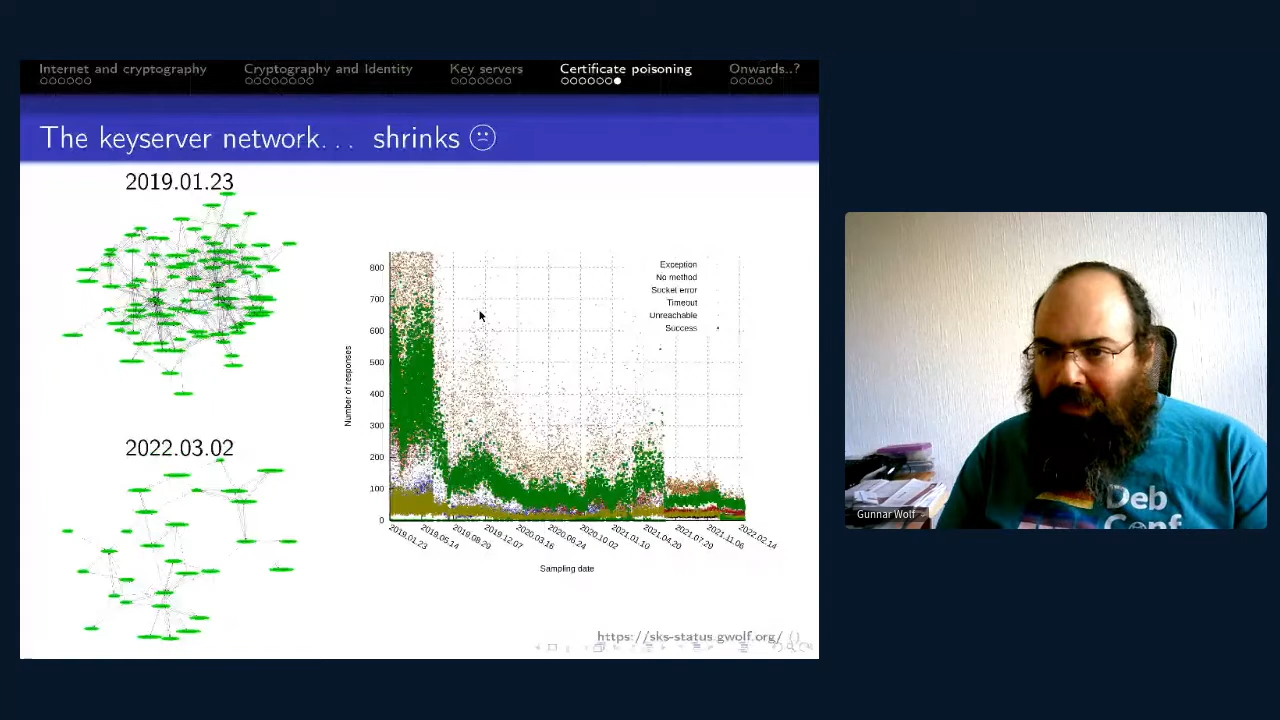 Internet and cryptography
Cryptography and Identity
Key servers
Certificate poisoning
Onwards..?
The keyserver network... shrinks
2019.01.23
2022.03.02
Exception
No method
Socket error
Timeout
Unreachable
Success
Number of responses
800
700
600
500
400
300
200
100
0
2019.01.23
2019.05.14
2019.08.29
2019.12.07
2020.03.16
2020.06.24
2020.10.02
2021.01.10
2021.04.20
2021.07.29
2021.11.06
2022.02.14
Sampling date
https://sks-status.gwolf.org/ ()
Gunnar Wolf
Deb
Conf